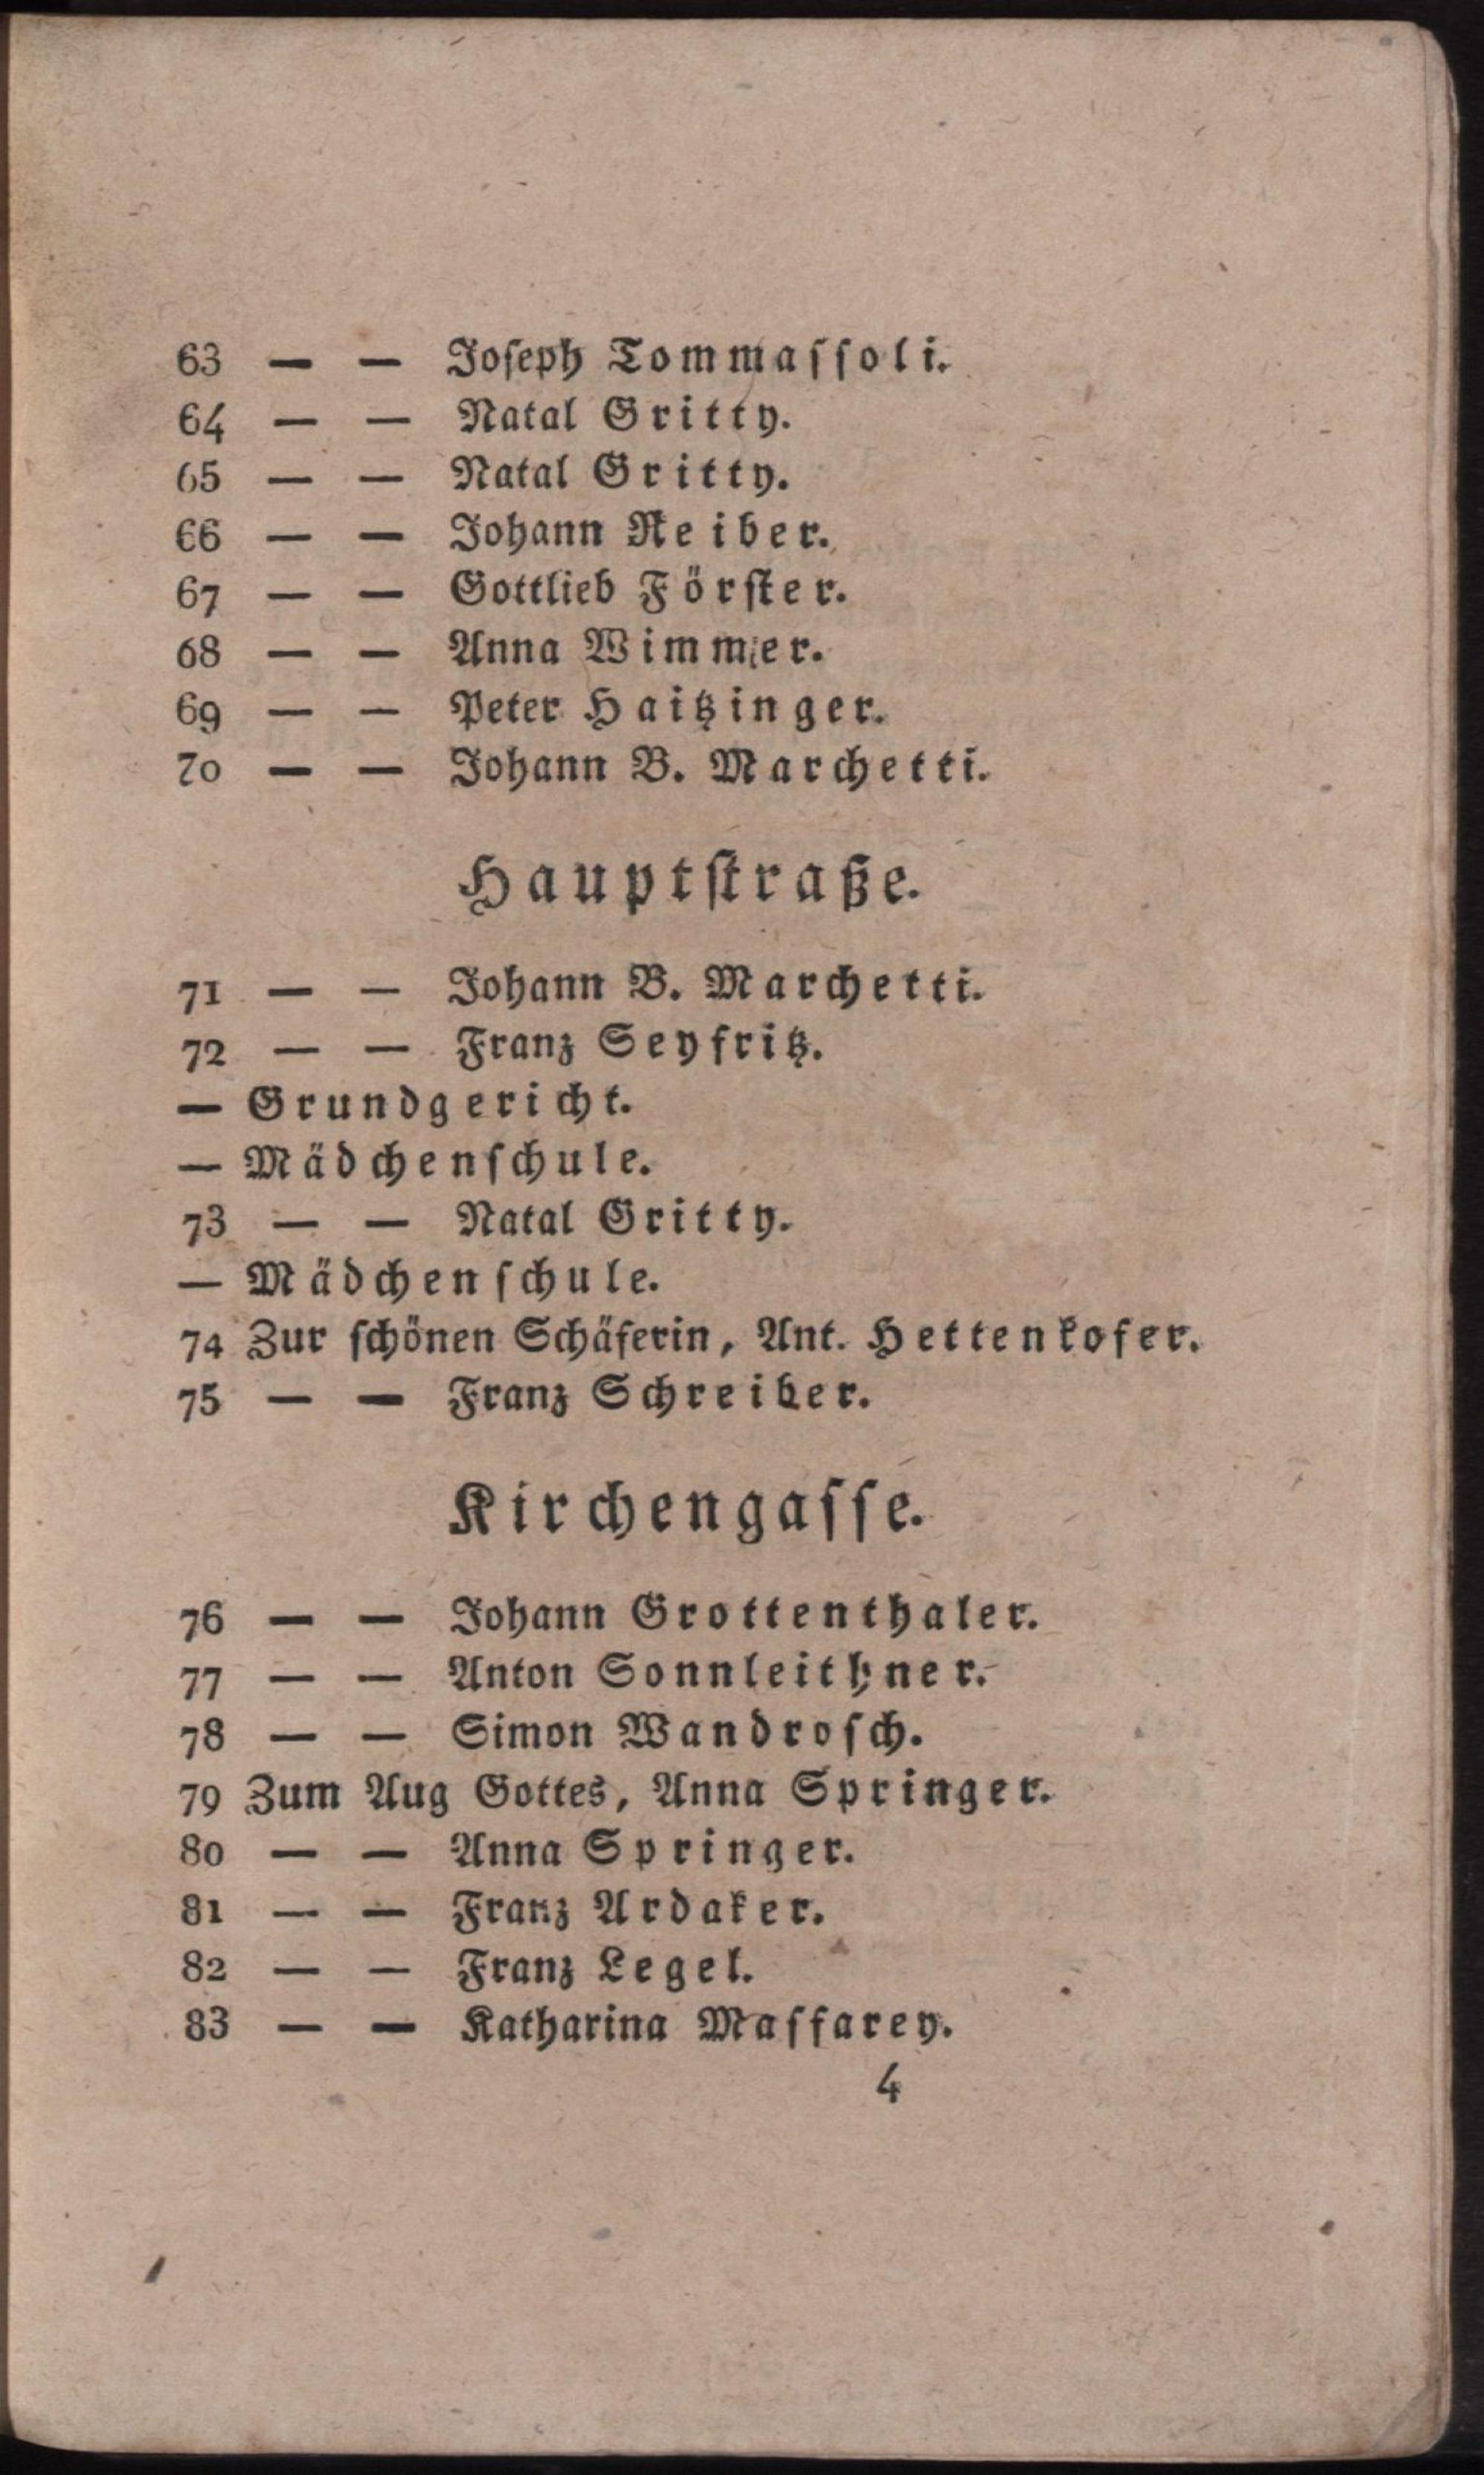 63 — — Joseph Tommassoli.
64 — — Natal Gritty.
65 — — Natal Gritty.
66 — — Johann Reiber.
67 — — Gottlieb Förster.
68 — — Anna Wimmer.
69 — — Peter Haitzinger.
70 — — Johann B. Marchetti.
Hauptstraße.
71 — — Johann B. Marchetti.
72 — — Franz Seyfritz.
— Grundgericht.
— Mädchenschule.
73 — — Natal Gritty.
— Mädchenschule.
74 Zur schönen Schäferin, Ant. Hettenkofer.
75 — — Franz Schreiber.
Kirchengasse.
76 — — Johann Grottenthaler.
77 — — Anton Sonnleithner.
78 — — Simon Wandrosch.
79 Zum Aug Gottes, Anna Springer.
80 — — Anna Springer.
81 — — Franz Ardaker.
82 — — Franz Legel.
83 — — Katharina Massarey.
4